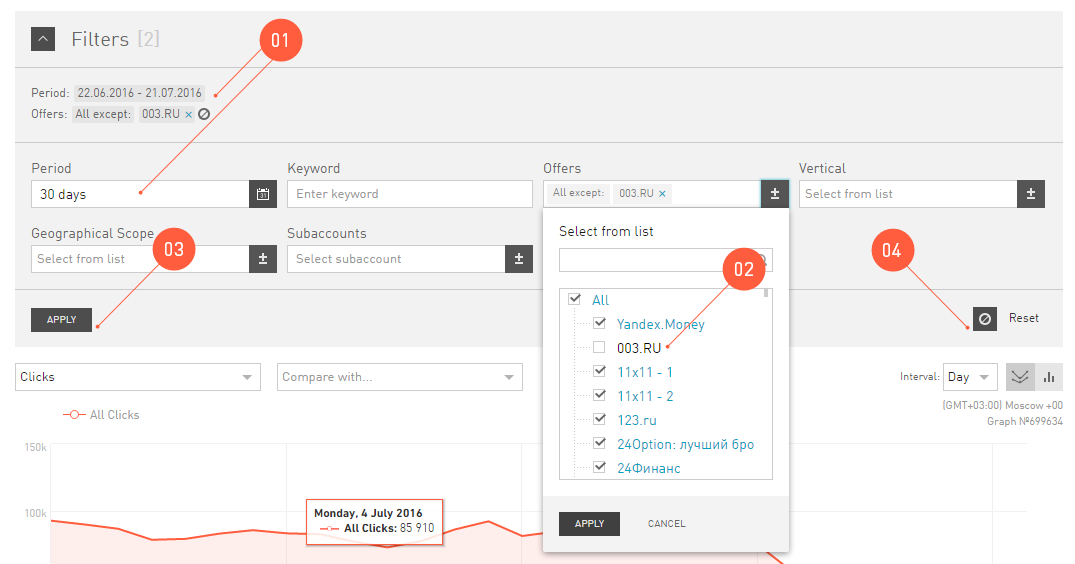 Filters [2]
01
Period: 22.06.2016 - 21.07.2016
Offers: All except: 003.RU ×
Period
Keyword
Offers
Vertical
30 days
31
Enter keyword
All except: 003.RU ×
±
Select from list
±
Geographical Scope
Subaccounts
Select from list
±
Select subaccount
±
03
Select from list
02
04
All
Yandex.Money
003.RU
11x11 - 1
11x11 - 2
123.ru
24Option: лучший бро
24Финанс
APPLY
CANCEL
APPLY
Reset
Clicks
Compare with...
Interval: Day
(GMT+03:00) Moscow +00
Graph №699634
All Clicks
150k
100k
Monday, 4 July 2016
All Clicks: 85 910